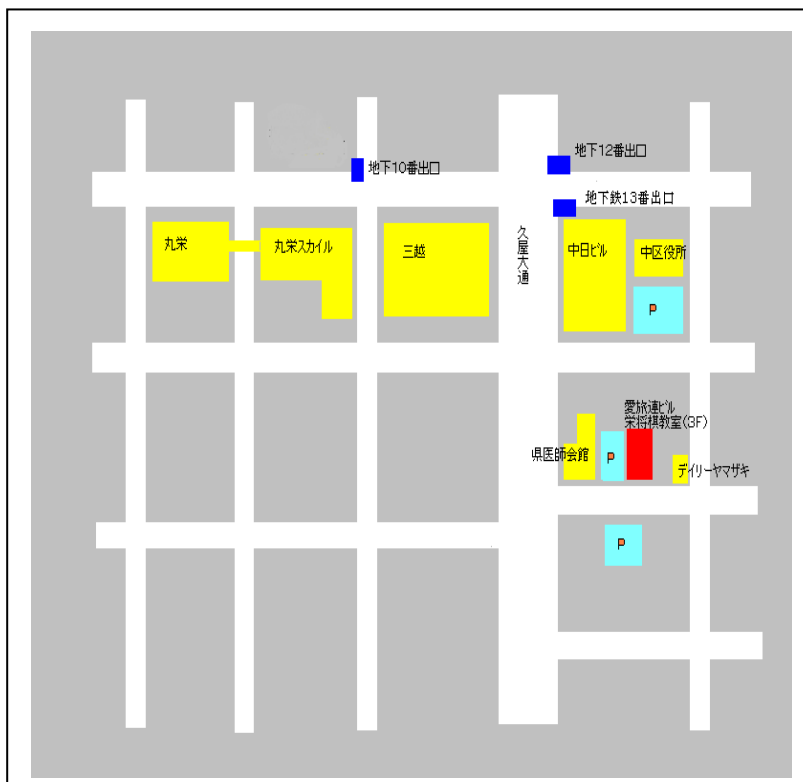 地下12番出口
地下10番出口
地下鉄13番出口
丸栄
丸栄スカイル
三越
久屋大通
中日ビル
中区役所
P
愛旅連ビル
栄将棋教室(3F)
県医師会館
P
デイリーヤマザキ
P